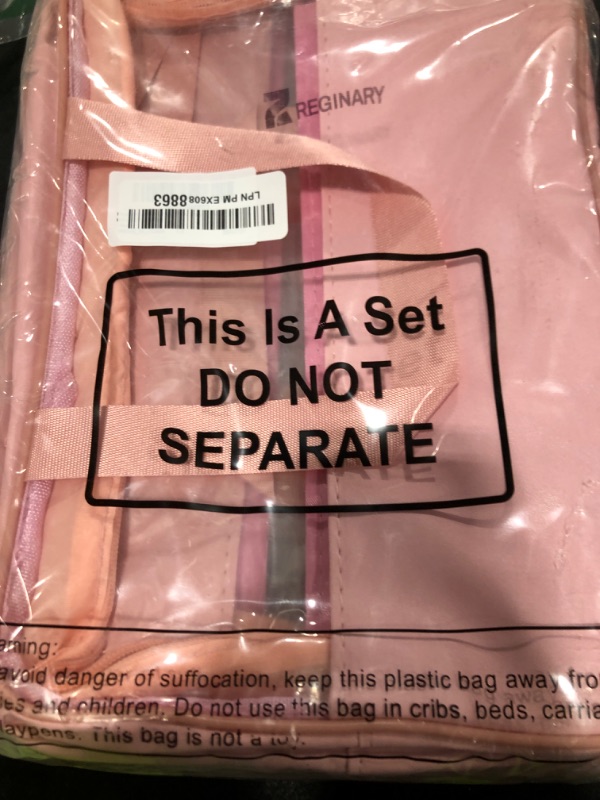 REGINARY
LPN PM EX608 8863
This Is A Set
DO NOT
SEPARATE
avoid danger of suffocation, keep this plastic bag away
and children. Do not use this bag in cribs, beds,
This bag is not a toy.